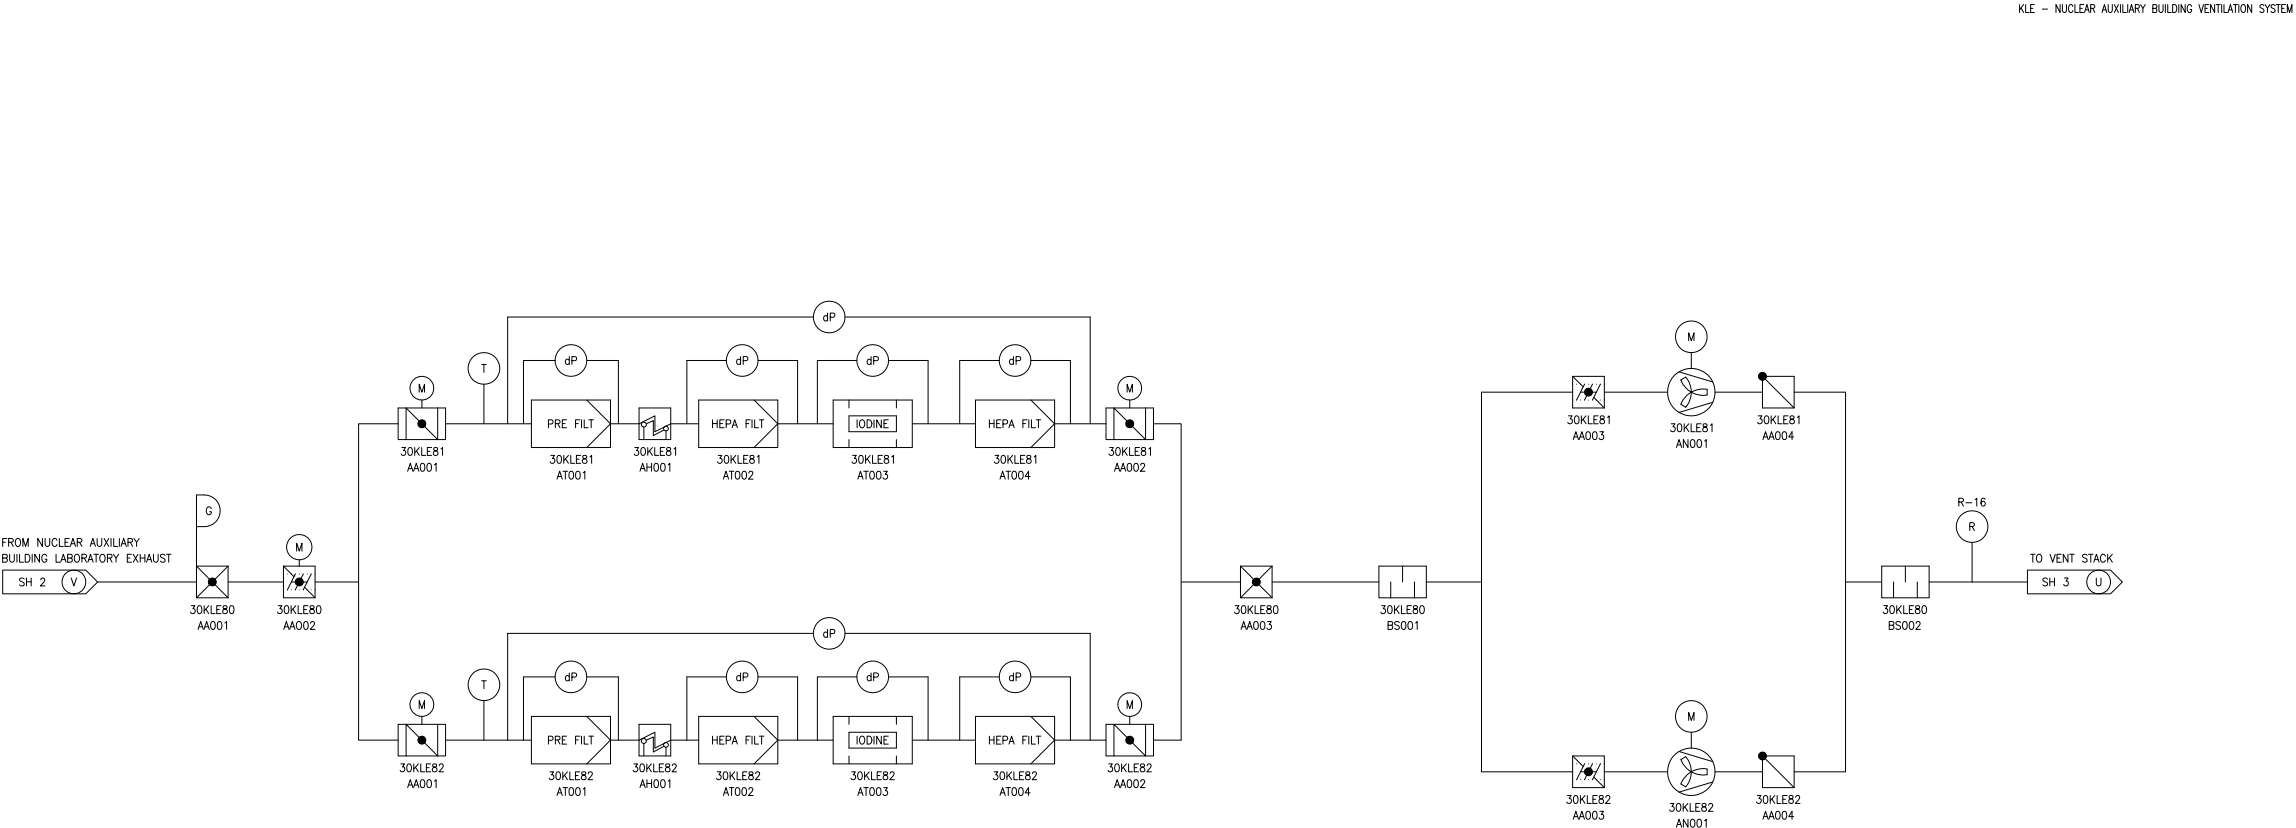 KLE - NUCLEAR AUXILIARY BUILDING VENTILATION SYSTEM
dP
M
dP
dP
dP
dP
T
M
M
M
PRE FILT
HEPA FILT
IODINE
HEPA FILT
30KLE81
AA001
30KLE81
AT001
30KLE81
AH001
30KLE81
AT002
30KLE81
AT003
30KLE81
AT004
30KLE81
AA002
30KLE81
AA003
30KLE81
AN001
30KLE81
AA004
G
R-16
R
FROM NUCLEAR AUXILIARY
BUILDING LABORATORY EXHAUST
SH 2 V
M
TO VENT STACK
SH 3 U
30KLE80
AA001
30KLE80
AA002
30KLE80
AA003
30KLE80
BS001
30KLE80
BS002
dP
dP
dP
dP
dP
T
M
M
M
PRE FILT
HEPA FILT
IODINE
HEPA FILT
30KLE82
AA001
30KLE82
AT001
30KLE82
AH001
30KLE82
AT002
30KLE82
AT003
30KLE82
AT004
30KLE82
AA002
30KLE82
AA003
30KLE82
AN001
30KLE82
AA004